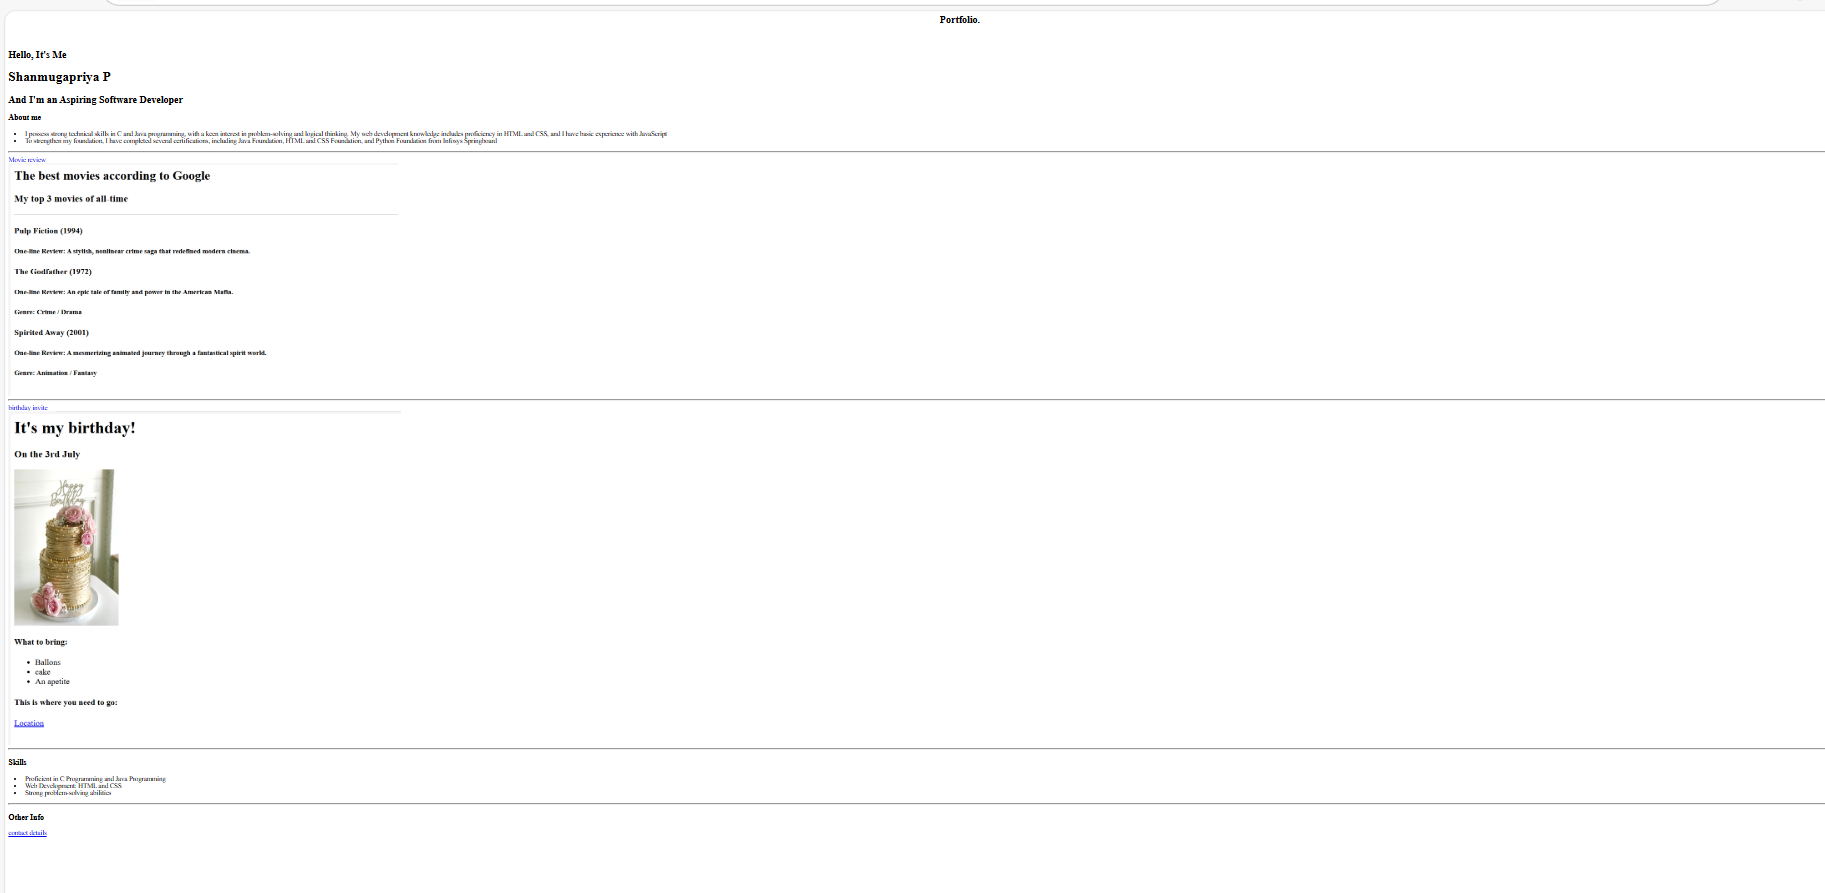 Portfolio.
Hello, It's Me
Shanmugapriya P
And I'm an Aspiring Software Developer
About me
• I possess strong technical skills in C and Java programming, with a keen interest in problem-solving and logical thinking. My web development knowledge includes proficiency in HTML and CSS, and I have basic experience with JavaScript
• To strengthen my foundation, I have completed several certifications, including Java Foundation, HTML and CSS Foundation, and Python Foundation from Infosys Springboard
Movie review
The best movies according to Google
My top 3 movies of all-time
Pulp Fiction (1994)
One-line Review: A stylish, nonlinear crime saga that redefined modern cinema.
The Godfather (1972)
One-line Review: An epic tale of family and power in the American Mafia.
Genre: Crime / Drama
Spirited Away (2001)
One-line Review: A mesmerizing animated journey through a fantastical spirit world.
Genre: Animation / Fantasy
birthday invite
It's my birthday!
On the 3rd July
Happy
Birthday
What to bring:
• Ballons
• cake
• An apetite
This is where you need to go:
Location
Skills
• Proficient in C Programming and Java Programming
• Web Development: HTML and CSS
• Strong problem-solving abilities
Other Info
contact details